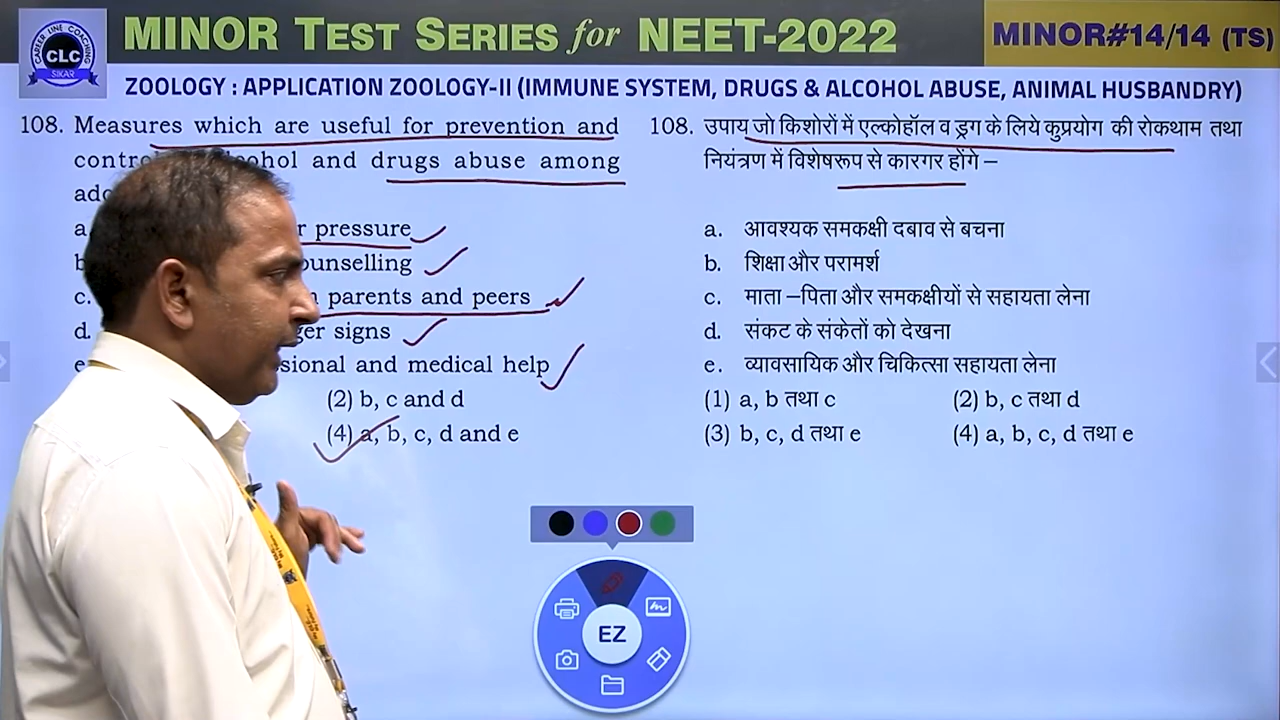 CAREER LINE COACHING
CLC
SIKAR
MINOR TEST SERIES for NEET-2022
MINOR#14/14 (TS)
ZOOLOGY : APPLICATION ZOOLOGY-II (IMMUNE SYSTEM, DRUGS & ALCOHOL ABUSE, ANIMAL HUSBANDRY)
108. Measures which are useful for prevention and
and drugs abuse among
pressure
c. parents and peers
d. signs
and medical help
(2) b, c and d
(4) a, b, c, d and e
108. उपाय जो किशोरों में एल्कोहॉल व ड्रग के लिये कुप्रयोग की रोकथाम तथा
नियंत्रण में विशेषरूप से कारगर होंगे –
a. आवश्यक समकक्षी दबाव से बचना
b. शिक्षा और परामर्श
c. माता –पिता और समकक्षीयों से सहायता लेना
d. संकट के संकेतों को देखना
e. व्यावसायिक और चिकित्सा सहायता लेना
(1) a, b तथा c
(2) b, c तथा d
(3) b, c, d तथा e
(4) a, b, c, d तथा e
EZ